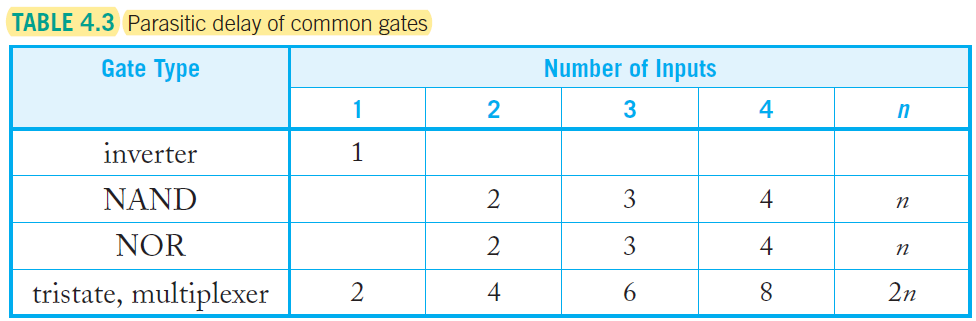 TABLE 4.3 Parasitic delay of common gates
Gate Type Number of Inputs
1 2 3 4 n
inverter 1
NAND 2 3 4 n
NOR 2 3 4 n
tristate, multiplexer 2 4 6 8 2n